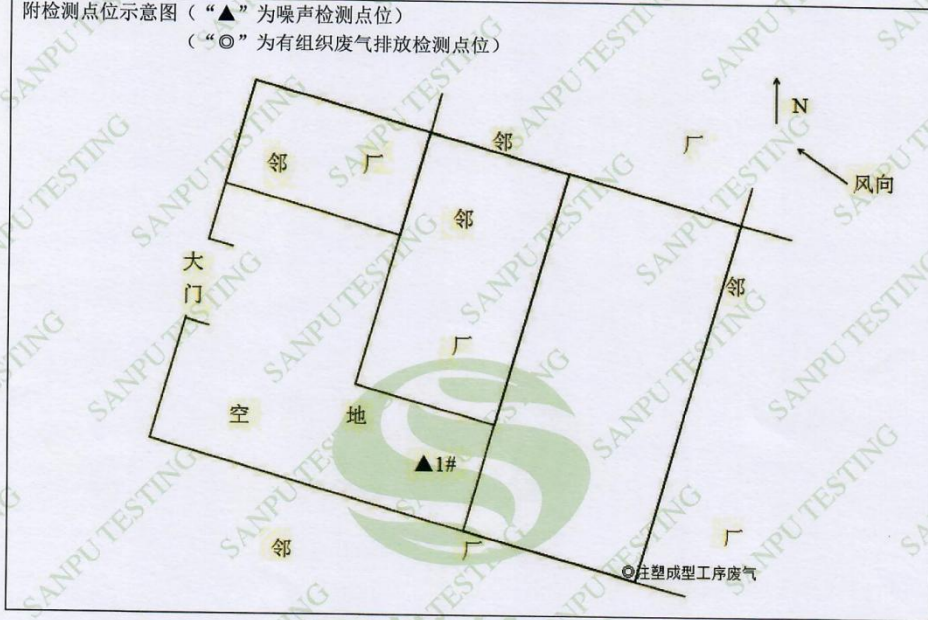 附检测点位示意图（“▲”为噪声检测点位）
（“◎”为有组织废气排放检测点位）
N
风向
邻 厂
邻 厂
邻
厂
邻
厂
大
门
空 地
▲1#
邻 厂
◎注塑成型工序废气
SANPU TESTING